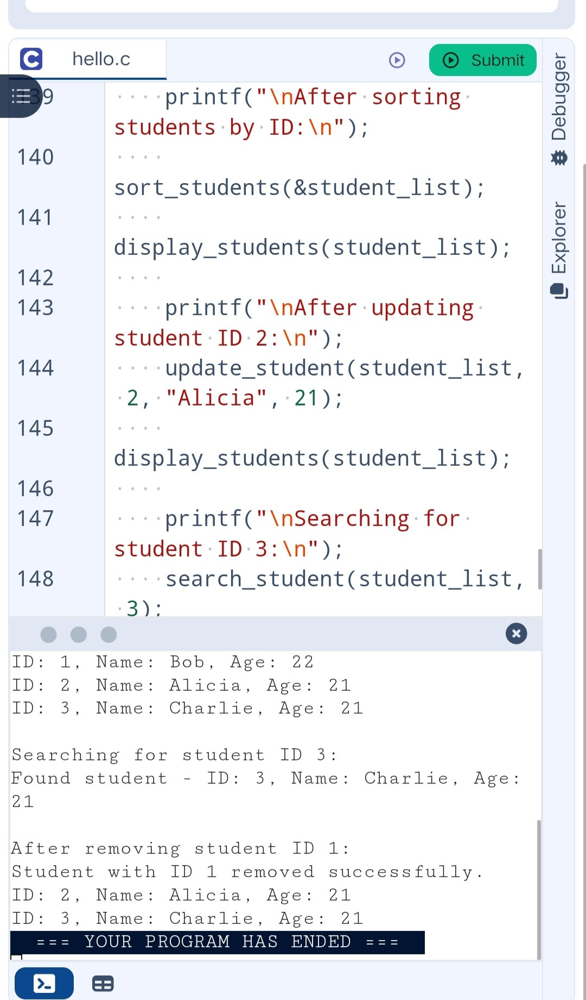 hello.c
Submit
Debugger
Explorer
139 printf("\nAfter sorting
students by ID:\n");
140
sort_students(&student_list);
141
display_students(student_list);
142
143 printf("\nAfter updating
student ID 2:\n");
144 update_student(student_list,
2, "Alicia", 21);
145
display_students(student_list);
146
147 printf("\nSearching for
student ID 3:\n");
148 search_student(student_list,
3);
ID: 1, Name: Bob, Age: 22
ID: 2, Name: Alicia, Age: 21
ID: 3, Name: Charlie, Age: 21
Searching for student ID 3:
Found student - ID: 3, Name: Charlie, Age:
21
After removing student ID 1:
Student with ID 1 removed successfully.
ID: 2, Name: Alicia, Age: 21
ID: 3, Name: Charlie, Age: 21
=== YOUR PROGRAM HAS ENDED ===